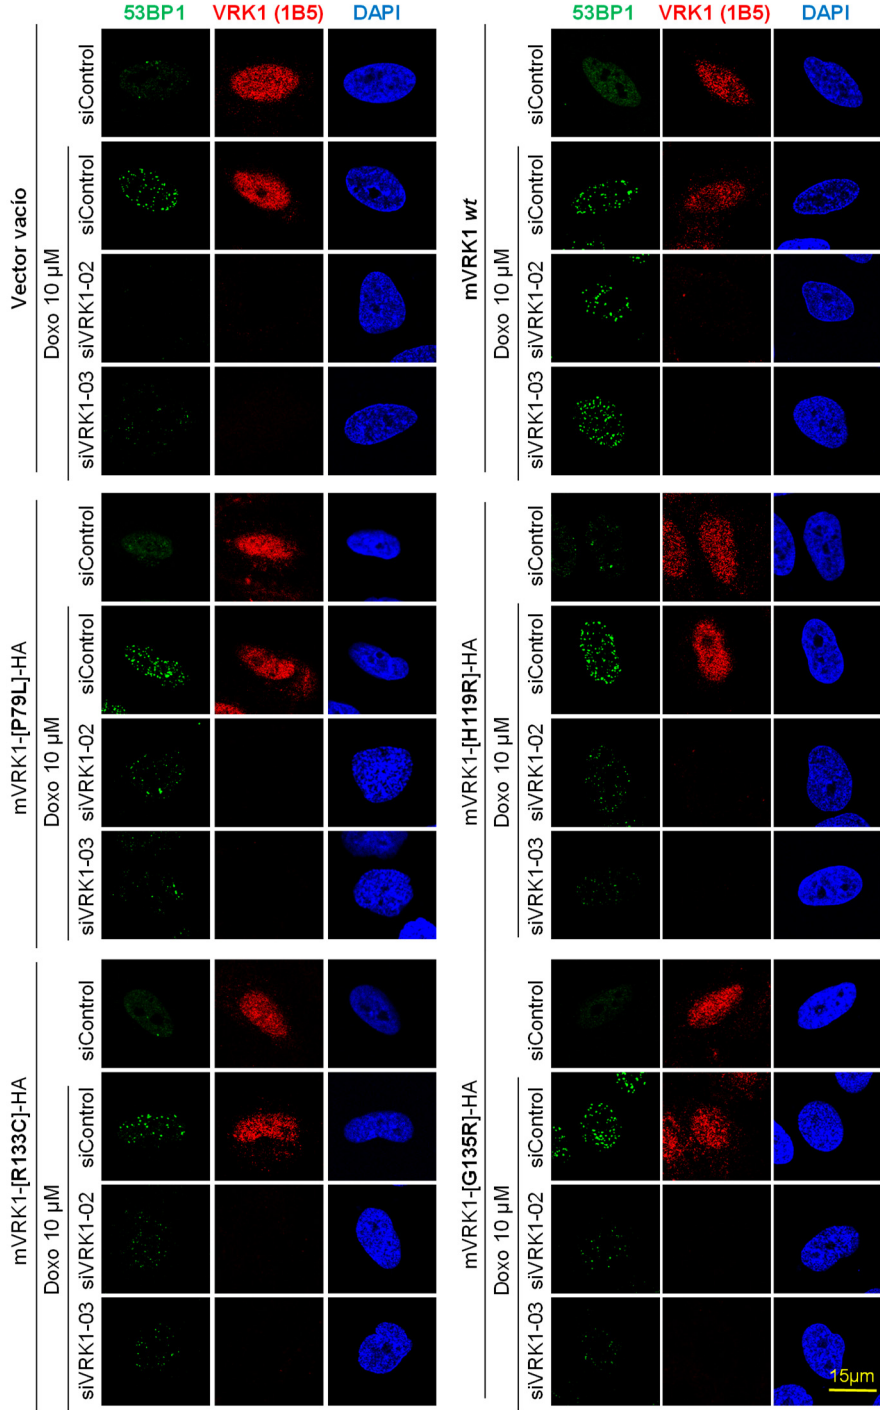 53BP1 VRK1 (1B5) DAPI
Vector vacío
siControl
Doxo 10 µM
siControl
siVRK1-02
siVRK1-03
mVRK1-[P79L]-HA
siControl
Doxo 10 µM
siControl
siVRK1-02
siVRK1-03
mVRK1-[R133C]-HA
siControl
Doxo 10 µM
siControl
siVRK1-02
siVRK1-03
53BP1 VRK1 (1B5) DAPI
mVRK1 wt
siControl
Doxo 10 µM
siControl
siVRK1-02
siVRK1-03
mVRK1-[H119R]-HA
siControl
Doxo 10 µM
siControl
siVRK1-02
siVRK1-03
mVRK1-[G135R]-HA
siControl
Doxo 10 µM
siControl
siVRK1-02
siVRK1-03
15µm